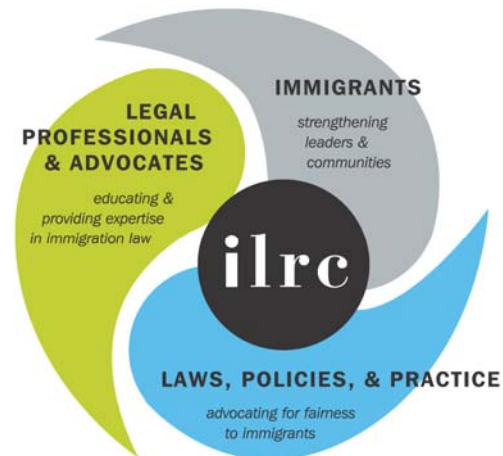 LEGAL
PROFESSIONALS
& ADVOCATES
educating &
providing expertise
in immigration law
IMMIGRANTS
strengthening
leaders &
communities
ilrc
LAWS, POLICIES, & PRACTICE
advocating for fairness
to immigrants